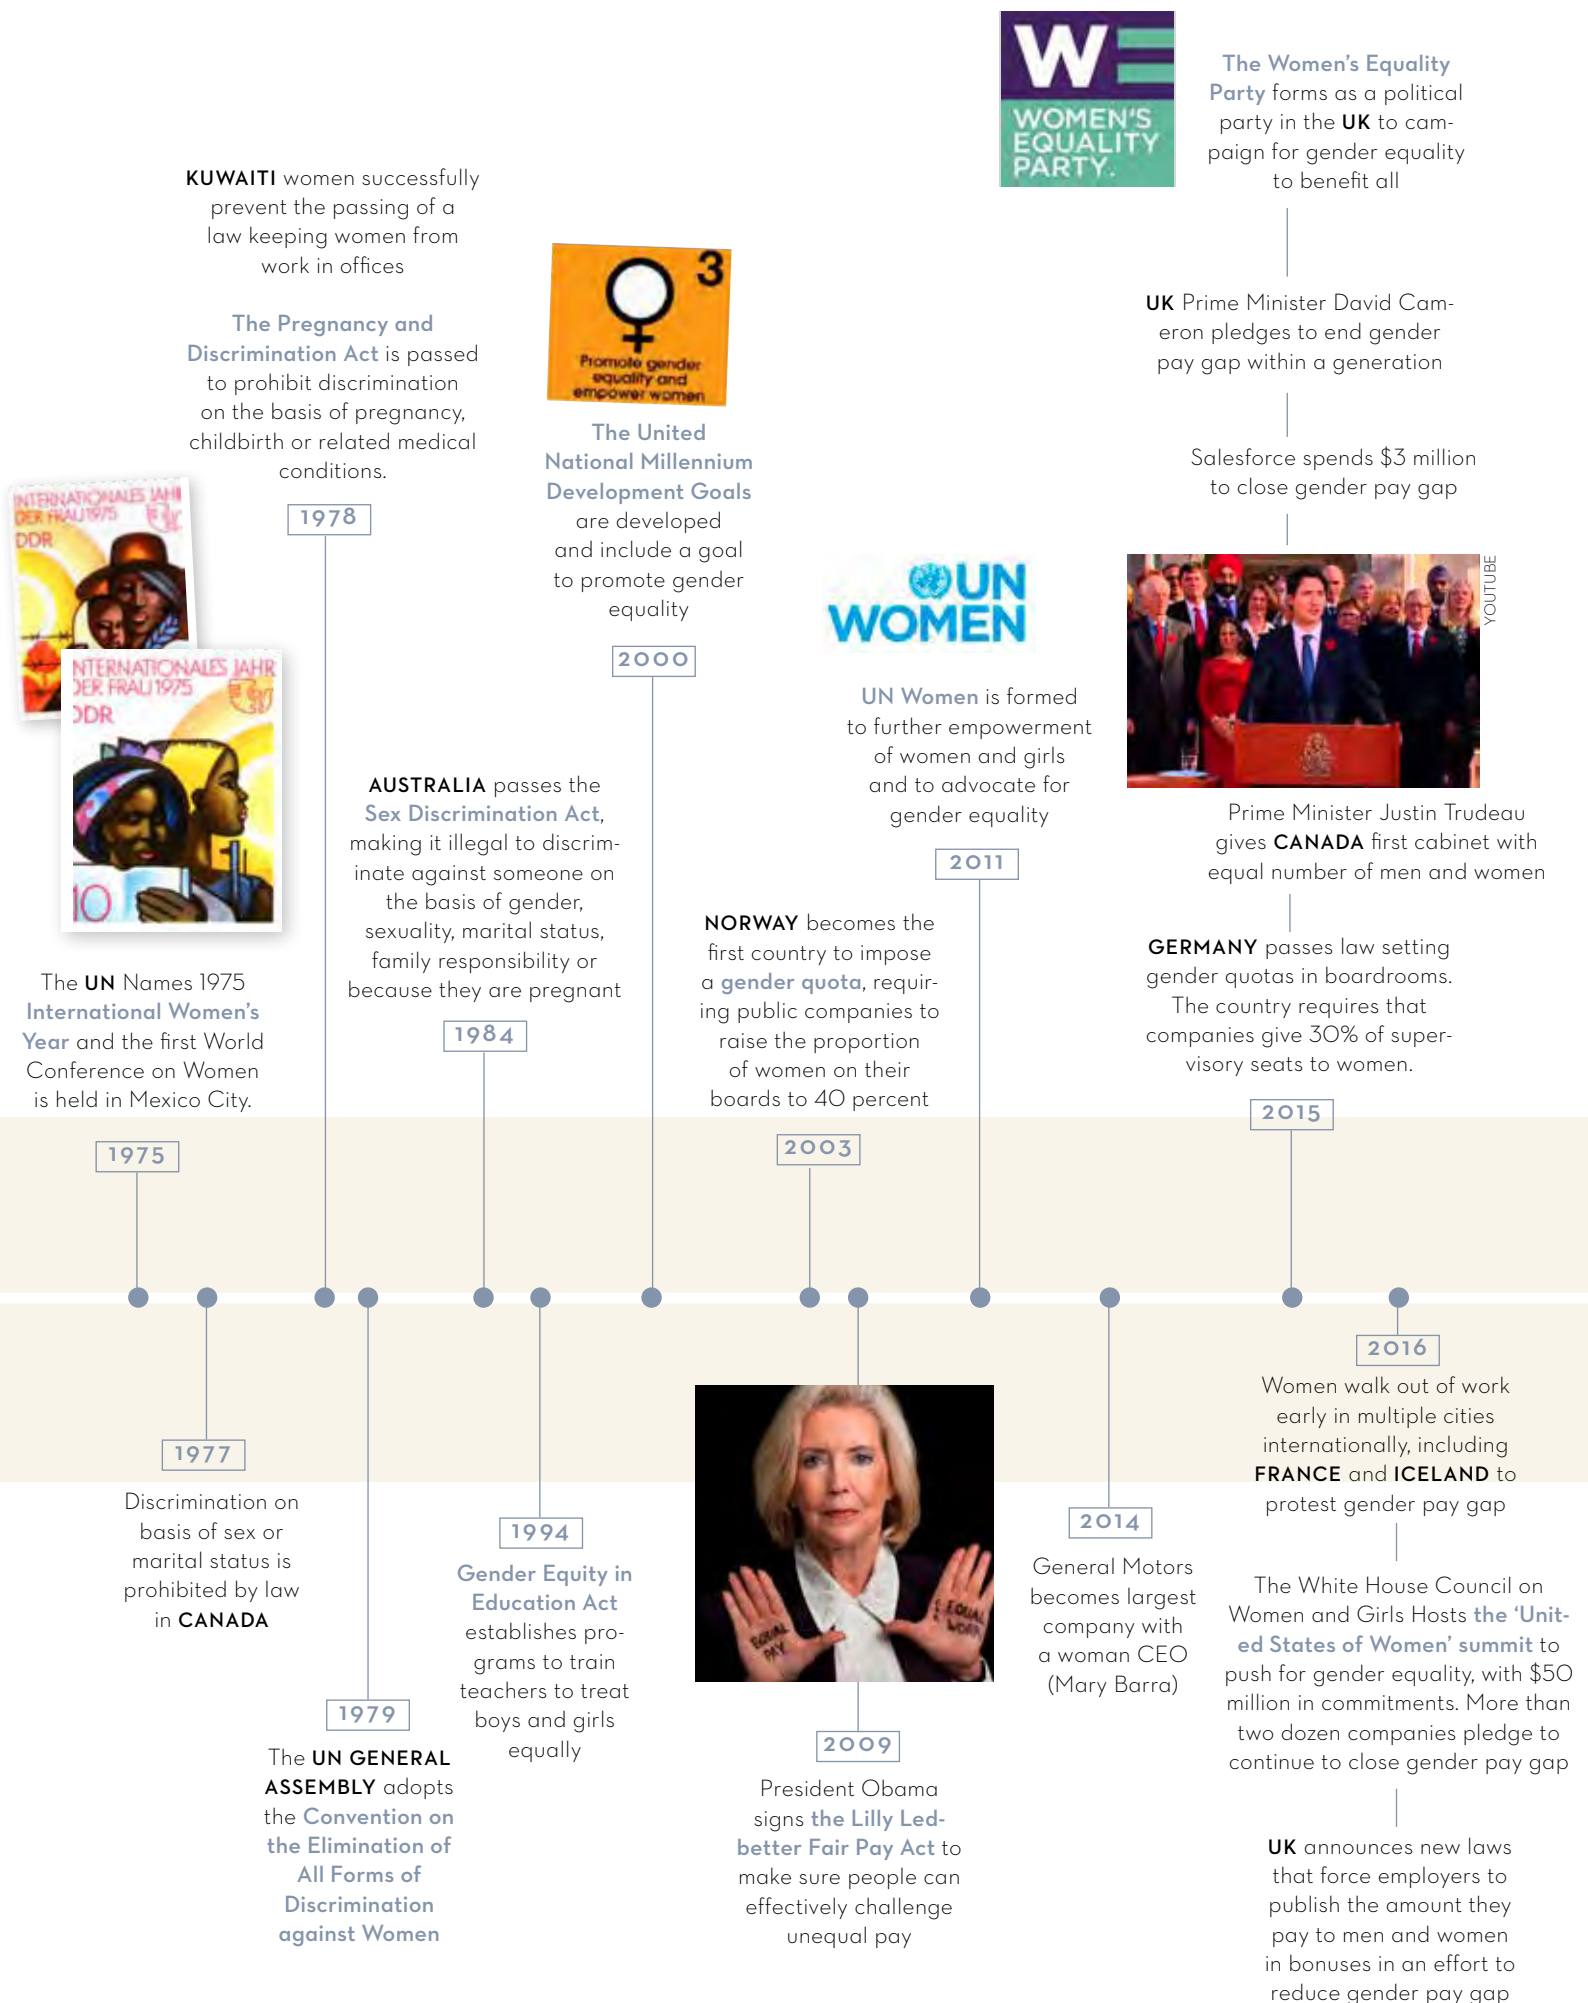 W=
WOMEN'S
EQUALITY
PARTY.
The Women's Equality
Party forms as a political
party in the UK to cam-
paign for gender equality
to benefit all
UK Prime Minister David Cam-
eron pledges to end gender
pay gap within a generation
Salesforce spends $3 million
to close gender pay gap
YOUTUBE
Prime Minister Justin Trudeau
gives CANADA first cabinet with
equal number of men and women
GERMANY passes law setting
gender quotas in boardrooms.
The country requires that
companies give 30% of super-
visory seats to women.
2015
KUWAITI women successfully
prevent the passing of a
law keeping women from
work in offices
The Pregnancy and
Discrimination Act is passed
to prohibit discrimination
on the basis of pregnancy,
childbirth or related medical
conditions.
1978
3
Promote gender
equality and
empower women
The United
National Millennium
Development Goals
are developed
and include a goal
to promote gender
equality
2000
INTERNATIONALES JAHR
DER FRAU 1975
DDR
INTERNATIONALES JAHR
DER FRAU 1975
DDR
10
The UN Names 1975
International Women's
Year and the first World
Conference on Women
is held in Mexico City.
1975
AUSTRALIA passes the
Sex Discrimination Act,
making it illegal to discrim-
inate against someone on
the basis of gender,
sexuality, marital status,
family responsibility or
because they are pregnant
1984
UN
WOMEN
UN Women is formed
to further empowerment
of women and girls
and to advocate for
gender equality
2011
NORWAY becomes the
first country to impose
a gender quota, requir-
ing public companies to
raise the proportion
of women on their
boards to 40 percent
2003
1977
Discrimination on
basis of sex or
marital status is
prohibited by law
in CANADA
1979
The UN GENERAL
ASSEMBLY adopts
the Convention on
the Elimination of
All Forms of
Discrimination
against Women
1994
Gender Equity in
Education Act
establishes pro-
grams to train
teachers to treat
boys and girls
equally
EQUAL
PAY
EQUAL
WORK
2009
President Obama
signs the Lilly Led-
better Fair Pay Act to
make sure people can
effectively challenge
unequal pay
2014
General Motors
becomes largest
company with
a woman CEO
(Mary Barra)
2016
Women walk out of work
early in multiple cities
internationally, including
FRANCE and ICELAND to
protest gender pay gap
The White House Council on
Women and Girls Hosts the 'Unit-
ed States of Women' summit to
push for gender equality, with $50
million in commitments. More than
two dozen companies pledge to
continue to close gender pay gap
UK announces new laws
that force employers to
publish the amount they
pay to men and women
in bonuses in an effort to
reduce gender pay gap